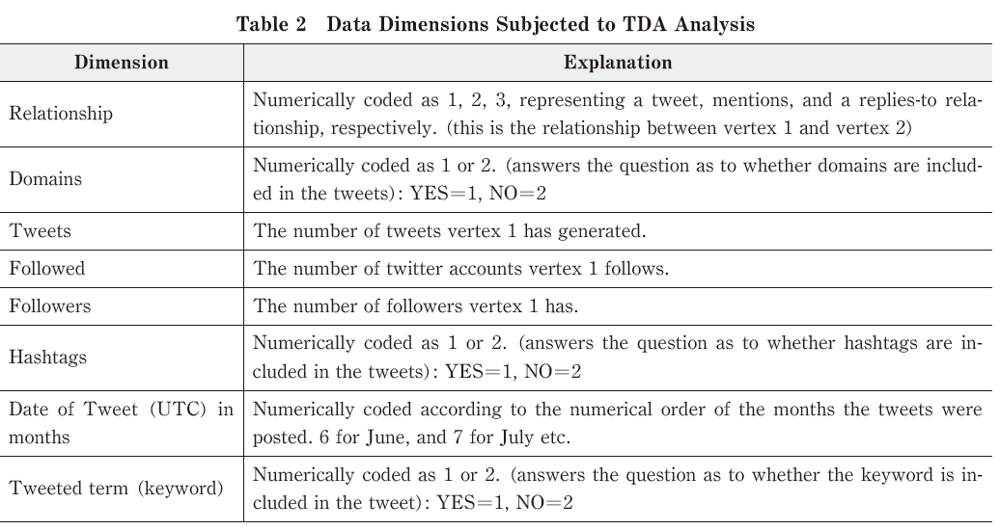 Table 2 Data Dimensions Subjected to TDA Analysis
Dimension Explanation
Relationship
Numerically coded as 1, 2, 3, representing a tweet, mentions, and a replies-to rela-
tionship, respectively. (this is the relationship between vertex 1 and vertex 2)
Domains
Numerically coded as 1 or 2. (answers the question as to whether domains are includ-
ed in the tweets): YES=1, NO=2
Tweets The number of tweets vertex 1 has generated.
Followed The number of twitter accounts vertex 1 follows.
Followers The number of followers vertex 1 has.
Hashtags
Numerically coded as 1 or 2. (answers the question as to whether hashtags are in-
cluded in the tweets): YES=1, NO=2
Date of Tweet (UTC) in
months
Numerically coded according to the numerical order of the months the tweets were
posted. 6 for June, and 7 for July etc.
Tweeted term (keyword)
Numerically coded as 1 or 2. (answers the question as to whether the keyword is in-
cluded in the tweet): YES=1, NO=2